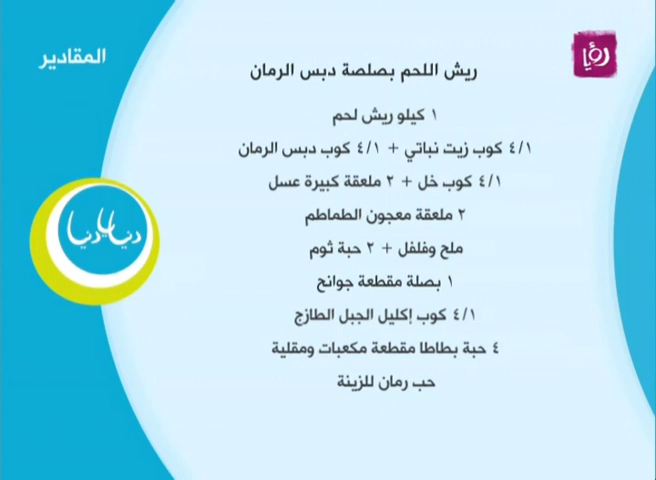 المقادير
رؤيا
ريش اللحم بصلصة دبس الرمان
١ كيلو ريش لحم
٤/١ كوب زيت نباتي + ٤/١ كوب دبس الرمان
٤/١ كوب خل + ٢ ملعقة كبيرة عسل
٢ ملعقة معجون الطماطم
ملح وفلفل + ٢ حبة ثوم
١ بصلة مقطعة جوانح
٤/١ كوب إكليل الجبل الطازج
٤ حبة بطاطا مقطعة مكعبات ومقلية
حب رمان للزينة
دنيا يا دنيا